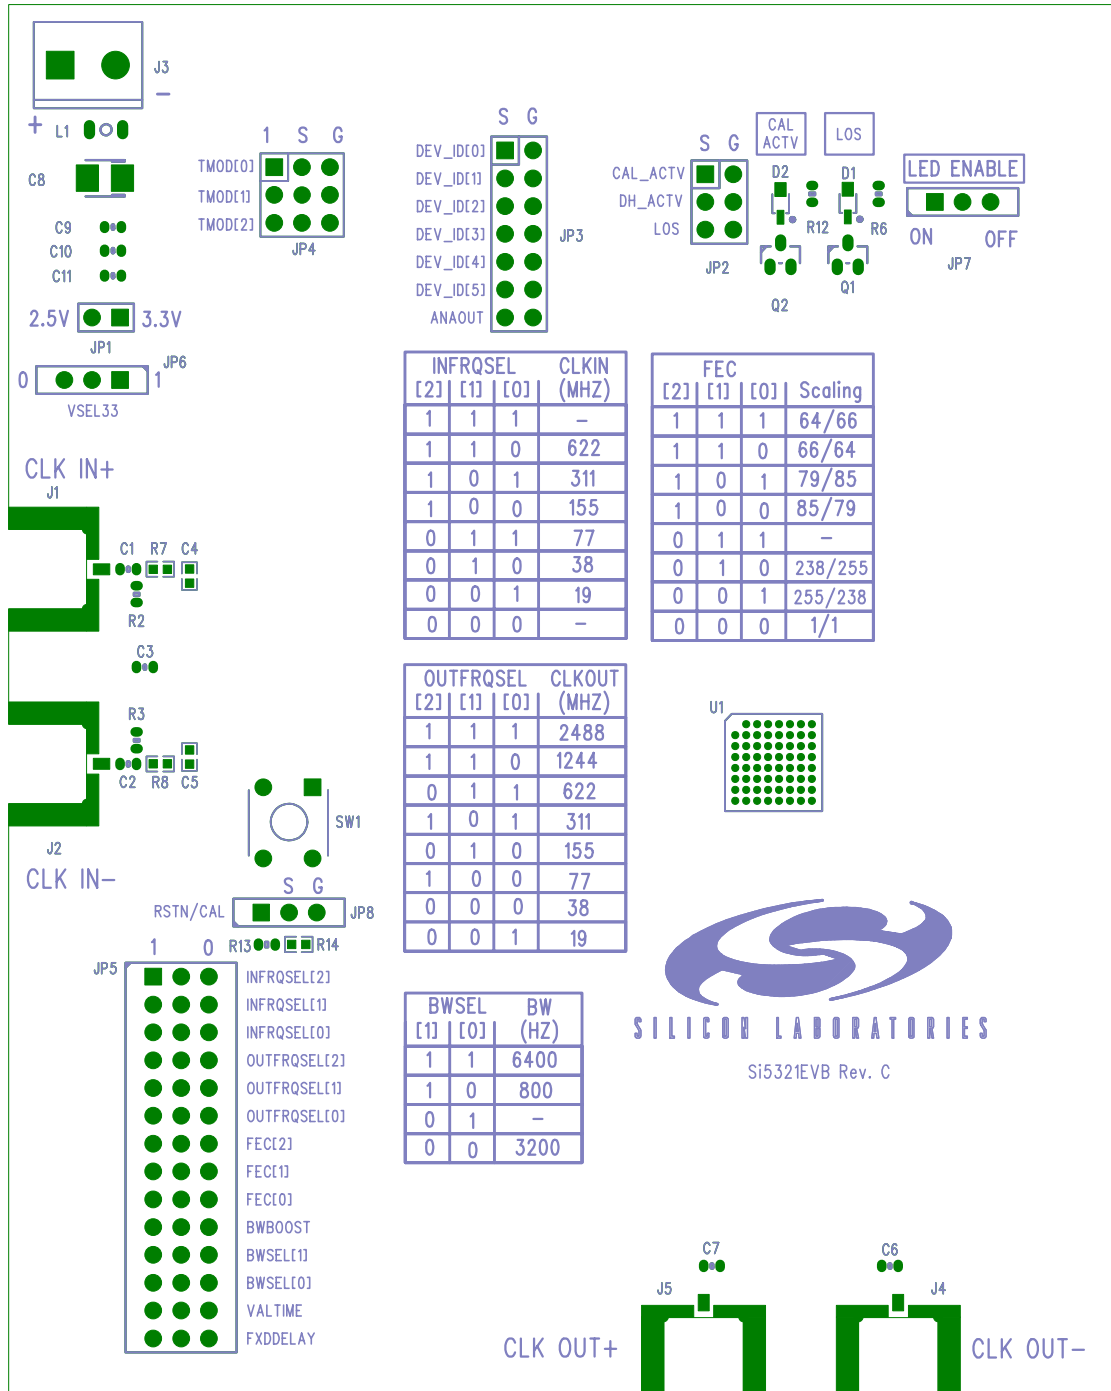 J3
-
+
L1
C8
C9
C10
C11
2.5V
3.3V
JP1
JP6
0
1
VSEL33
1 S G
TMOD[0]
TMOD[1]
TMOD[2]
JP4
S G
DEV_ID[0]
DEV_ID[1]
DEV_ID[2]
DEV_ID[3]
DEV_ID[4]
DEV_ID[5]
ANAOUT
JP3
S G
CAL_ACTV
DH_ACTV
LOS
JP2
CAL
ACTV
LOS
D2
D1
R12
R6
Q2
Q1
LED ENABLE
ON
OFF
JP7
INFRQSEL CLKIN
[2] [1] [0] (MHZ)
1 1 1 -
1 1 0 622
1 0 1 311
1 0 0 155
0 1 1 77
0 1 0 38
0 0 1 19
0 0 0 -
FEC
[2] [1] [0] Scaling
1 1 1 64/66
1 1 0 66/64
1 0 1 79/85
1 0 0 85/79
0 1 1 -
0 1 0 238/255
0 0 1 255/238
0 0 0 1/1
CLK IN+
J1
C1 R7 C4
R2
C3
R3
C2 R8 C5
J2
CLK IN-
SW1
S G
RSTN/CAL
JP8
R13
R14
OUTFRQSEL CLKOUT
[2] [1] [0] (MHZ)
1 1 1 2488
1 1 0 1244
0 1 1 622
1 0 1 311
0 1 0 155
1 0 0 77
0 0 0 38
0 0 1 19
U1
1 0
JP5
INFRQSEL[2]
INFRQSEL[1]
INFRQSEL[0]
OUTFRQSEL[2]
OUTFRQSEL[1]
OUTFRQSEL[0]
FEC[2]
FEC[1]
FEC[0]
BWBOOST
BWSEL[1]
BWSEL[0]
VALTIME
FXDDELAY
BWSEL BW
[1] [0] (HZ)
1 1 6400
1 0 800
0 1 -
0 0 3200
SILICON LABORATORIES
Si5321EVB Rev. C
C7
C6
J5
J4
CLK OUT+
CLK OUT-